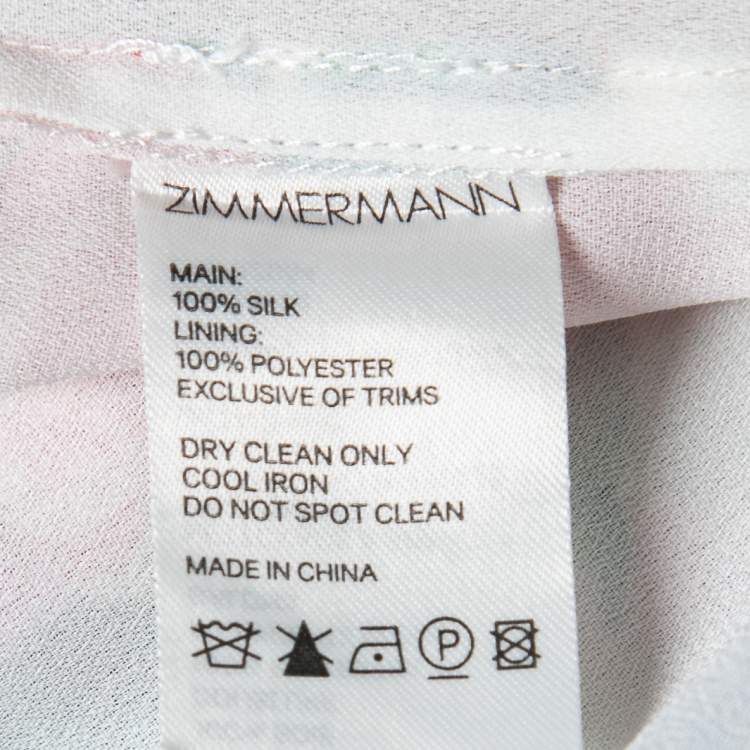 ZIMMERMANN
MAIN:
100% SILK
LINING:
100% POLYESTER
EXCLUSIVE OF TRIMS
DRY CLEAN ONLY
COOL IRON
DO NOT SPOT CLEAN
MADE IN CHINA
P